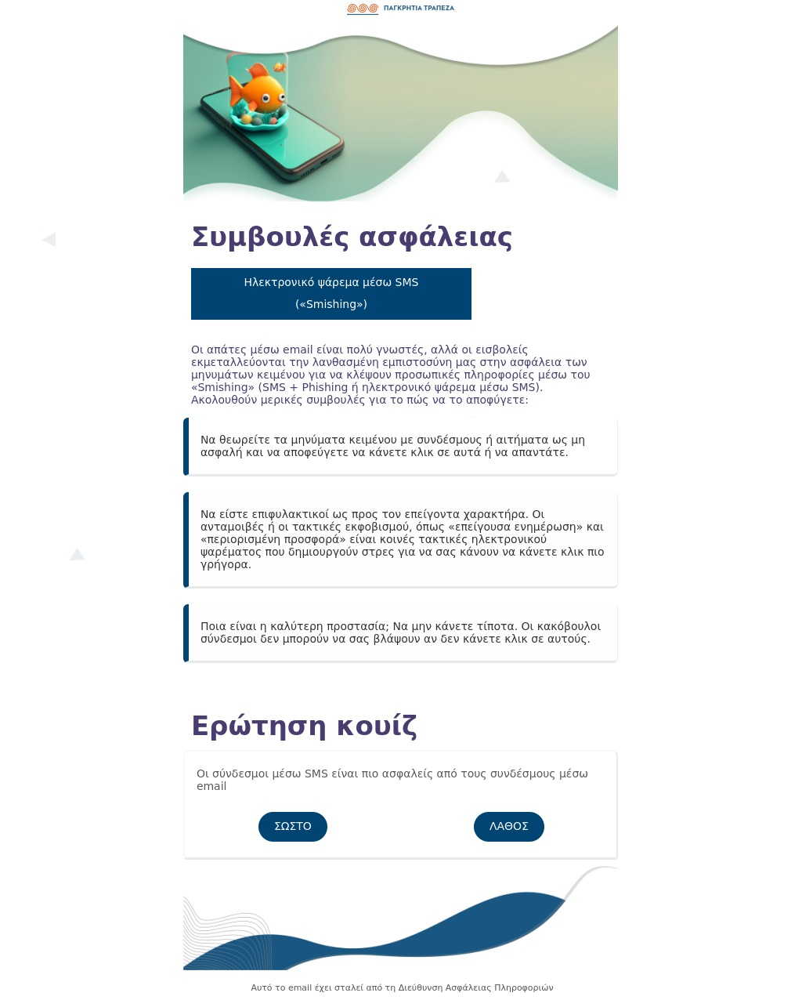 ΠΑΓΚΡΗΤΙΑ ΤΡΑΠΕΖΑ
Συμβουλές ασφάλειας
Ηλεκτρονικό ψάρεμα μέσω SMS
(«Smishing»)
Οι απάτες μέσω email είναι πολύ γνωστές, αλλά οι εισβολείς
εκμεταλλεύονται την λανθασμένη εμπιστοσύνη μας στην ασφάλεια των
μηνυμάτων κειμένου για να κλέψουν προσωπικές πληροφορίες μέσω του
«Smishing» (SMS + Phishing ή ηλεκτρονικό ψάρεμα μέσω SMS).
Ακολουθούν μερικές συμβουλές για το πώς να το αποφύγετε:
Να θεωρείτε τα μηνύματα κειμένου με συνδέσμους ή αιτήματα ως μη
ασφαλή και να αποφεύγετε να κάνετε κλικ σε αυτά ή να απαντάτε.
Να είστε επιφυλακτικοί ως προς τον επείγοντα χαρακτήρα. Οι
ανταμοιβές ή οι τακτικές εκφοβισμού, όπως «επείγουσα ενημέρωση» και
«περιορισμένη προσφορά» είναι κοινές τακτικές ηλεκτρονικού
ψαρέματος που δημιουργούν στρες για να σας κάνουν να κάνετε κλικ πιο
γρήγορα.
Ποια είναι η καλύτερη προστασία; Να μην κάνετε τίποτα. Οι κακόβουλοι
σύνδεσμοι δεν μπορούν να σας βλάψουν αν δεν κάνετε κλικ σε αυτούς.
Ερώτηση κουίζ
Οι σύνδεσμοι μέσω SMS είναι πιο ασφαλείς από τους συνδέσμους μέσω
email
ΣΩΣΤΟ
ΛΑΘΟΣ
Αυτό το email έχει σταλεί από τη Διεύθυνση Ασφάλειας Πληροφοριών